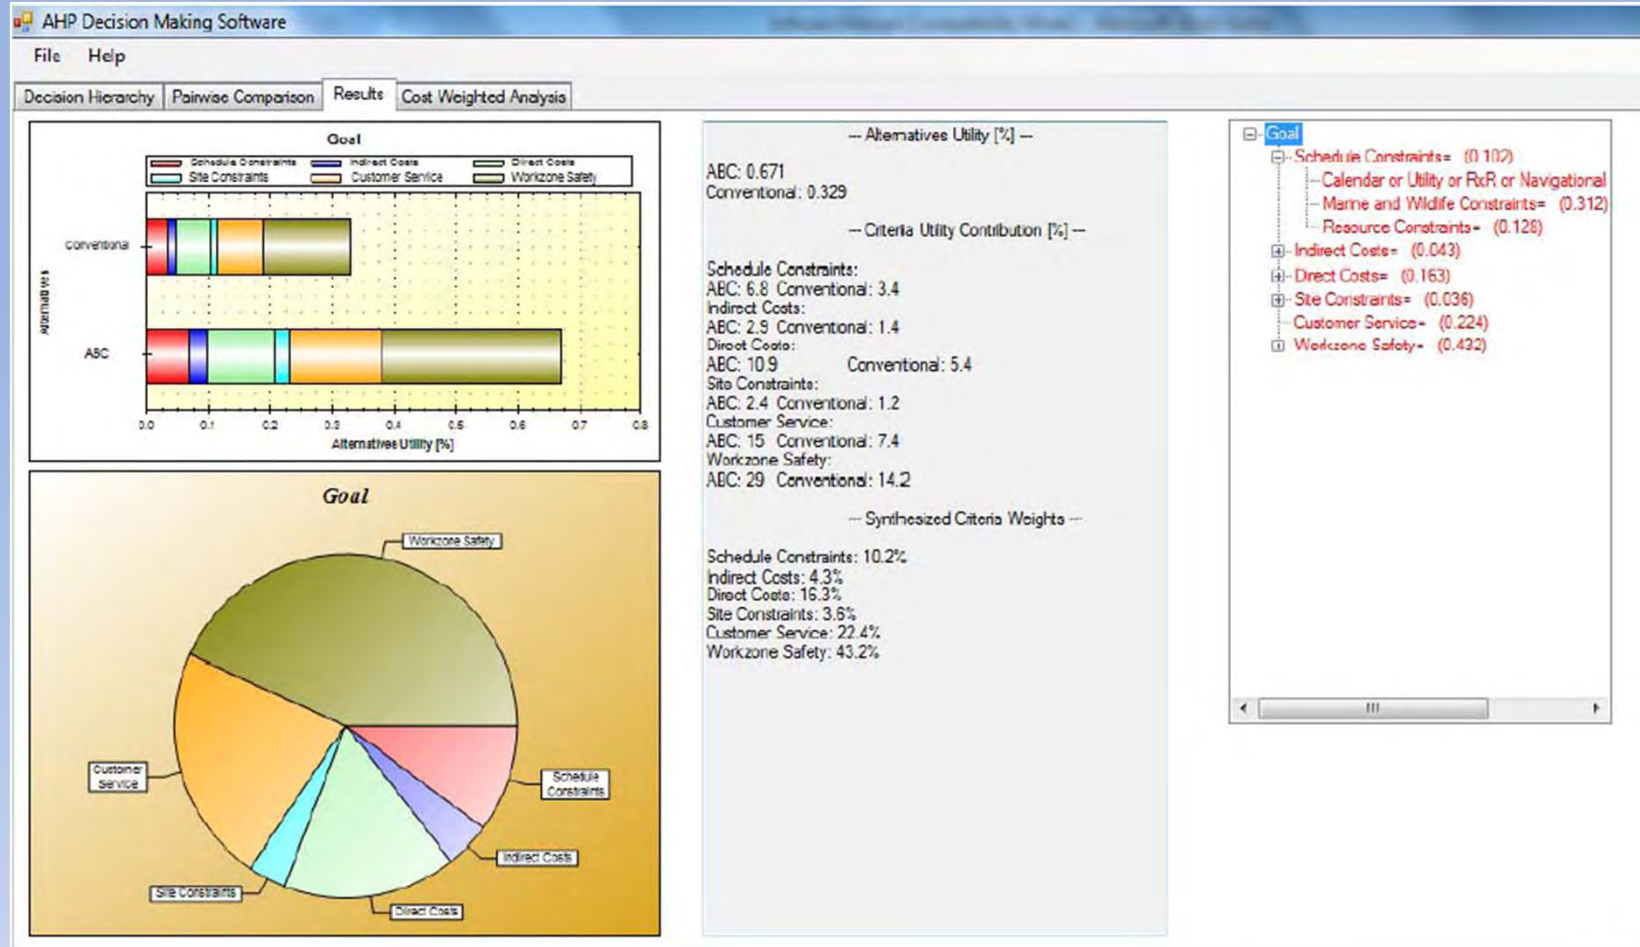 AHP Decision Making Software
File Help
Decision Hierarchy Pairwise Comparison Results Cost Weighted Analysis
Goal
Schedule Constraints Indirect Costs Direct Costs
Site Constraints Customer Service Workzone Safety
Alternatives
Conventional
ABC
0.0 0.1 0.2 0.3 0.4 0.5 0.6 0.7 0.8
Alternatives Utility [%]
Goal
Workzone Safety
Customer
Service
Schedule
Constraints
Indirect Costs
Site Constraints
Direct Costs
--- Alternatives Utility [%] ---
ABC: 0.671
Conventional: 0.329
--- Criteria Utility Contribution [%] ---
Schedule Constraints:
ABC: 6.8 Conventional: 3.4
Indirect Costs:
ABC: 2.9 Conventional: 1.4
Direct Costs:
ABC: 10.9 Conventional: 5.4
Site Constraints:
ABC: 2.4 Conventional: 1.2
Customer Service:
ABC: 15 Conventional: 7.4
Workzone Safety:
ABC: 29 Conventional: 14.2
--- Synthesized Criteria Weights ---
Schedule Constraints: 10.2%
Indirect Costs: 4.3%
Direct Costs: 16.3%
Site Constraints: 3.6%
Customer Service: 22.4%
Workzone Safety: 43.2%
Goal
Schedule Constraints= (0.102)
Calendar or Utility or RxR or Navigational
Marine and Wildlife Constraints= (0.312)
Resource Constraints= (0.128)
Indirect Costs= (0.043)
Direct Costs= (0.163)
Site Constraints= (0.036)
Customer Service= (0.224)
Workzone Safety= (0.432)